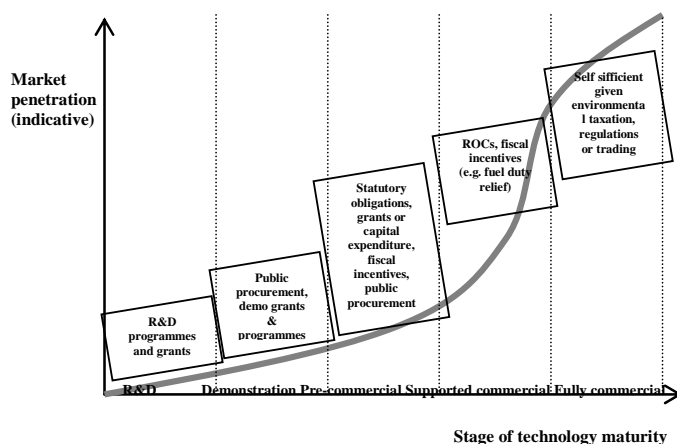 Market
penetration
(indicative)
Self sifficient
given
environmenta
l taxation,
regulations
or trading
ROCs, fiscal
incentives
(e.g. fuel duty
relief)
Statutory
obligations,
grants or
capital
expenditure,
fiscal
incentives,
public
procurement
Public
procurement,
demo grants
&
programmes
R&D
programmes
and grants
R&D Demonstration Pre-commercial Supported commercial Fully commercial
Stage of technology maturity